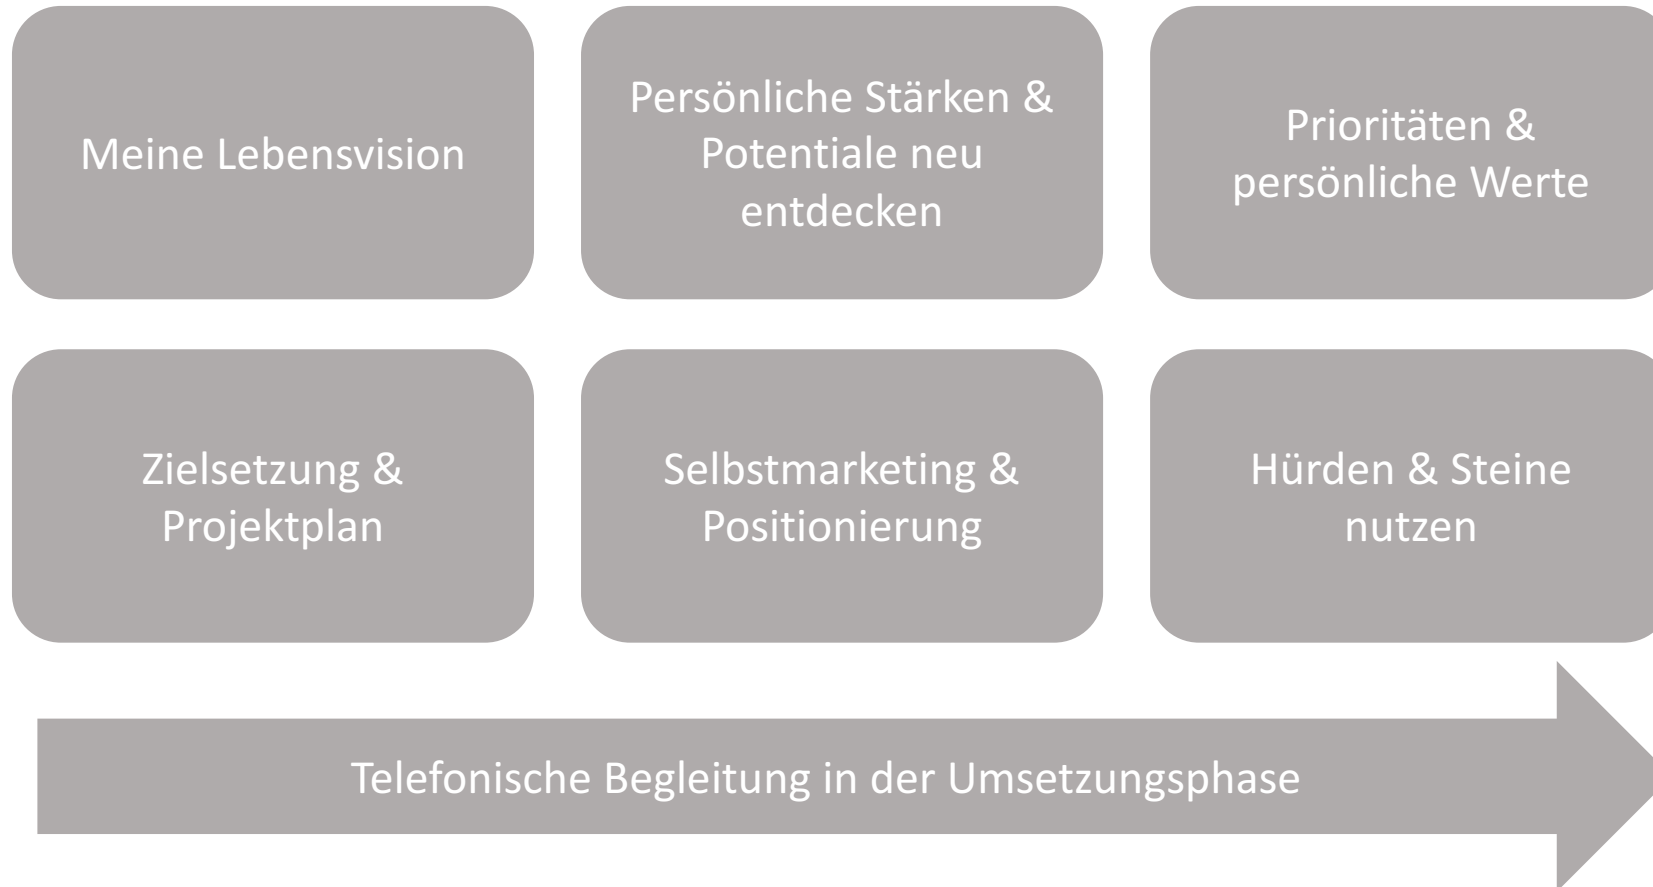 Meine Lebensvision
Persönliche Stärken &
Potentiale neu
entdecken
Prioritäten &
persönliche Werte
Zielsetzung &
Projektplan
Selbstmarketing &
Positionierung
Hürden & Steine
nutzen
Telefonische Begleitung in der Umsetzungsphase